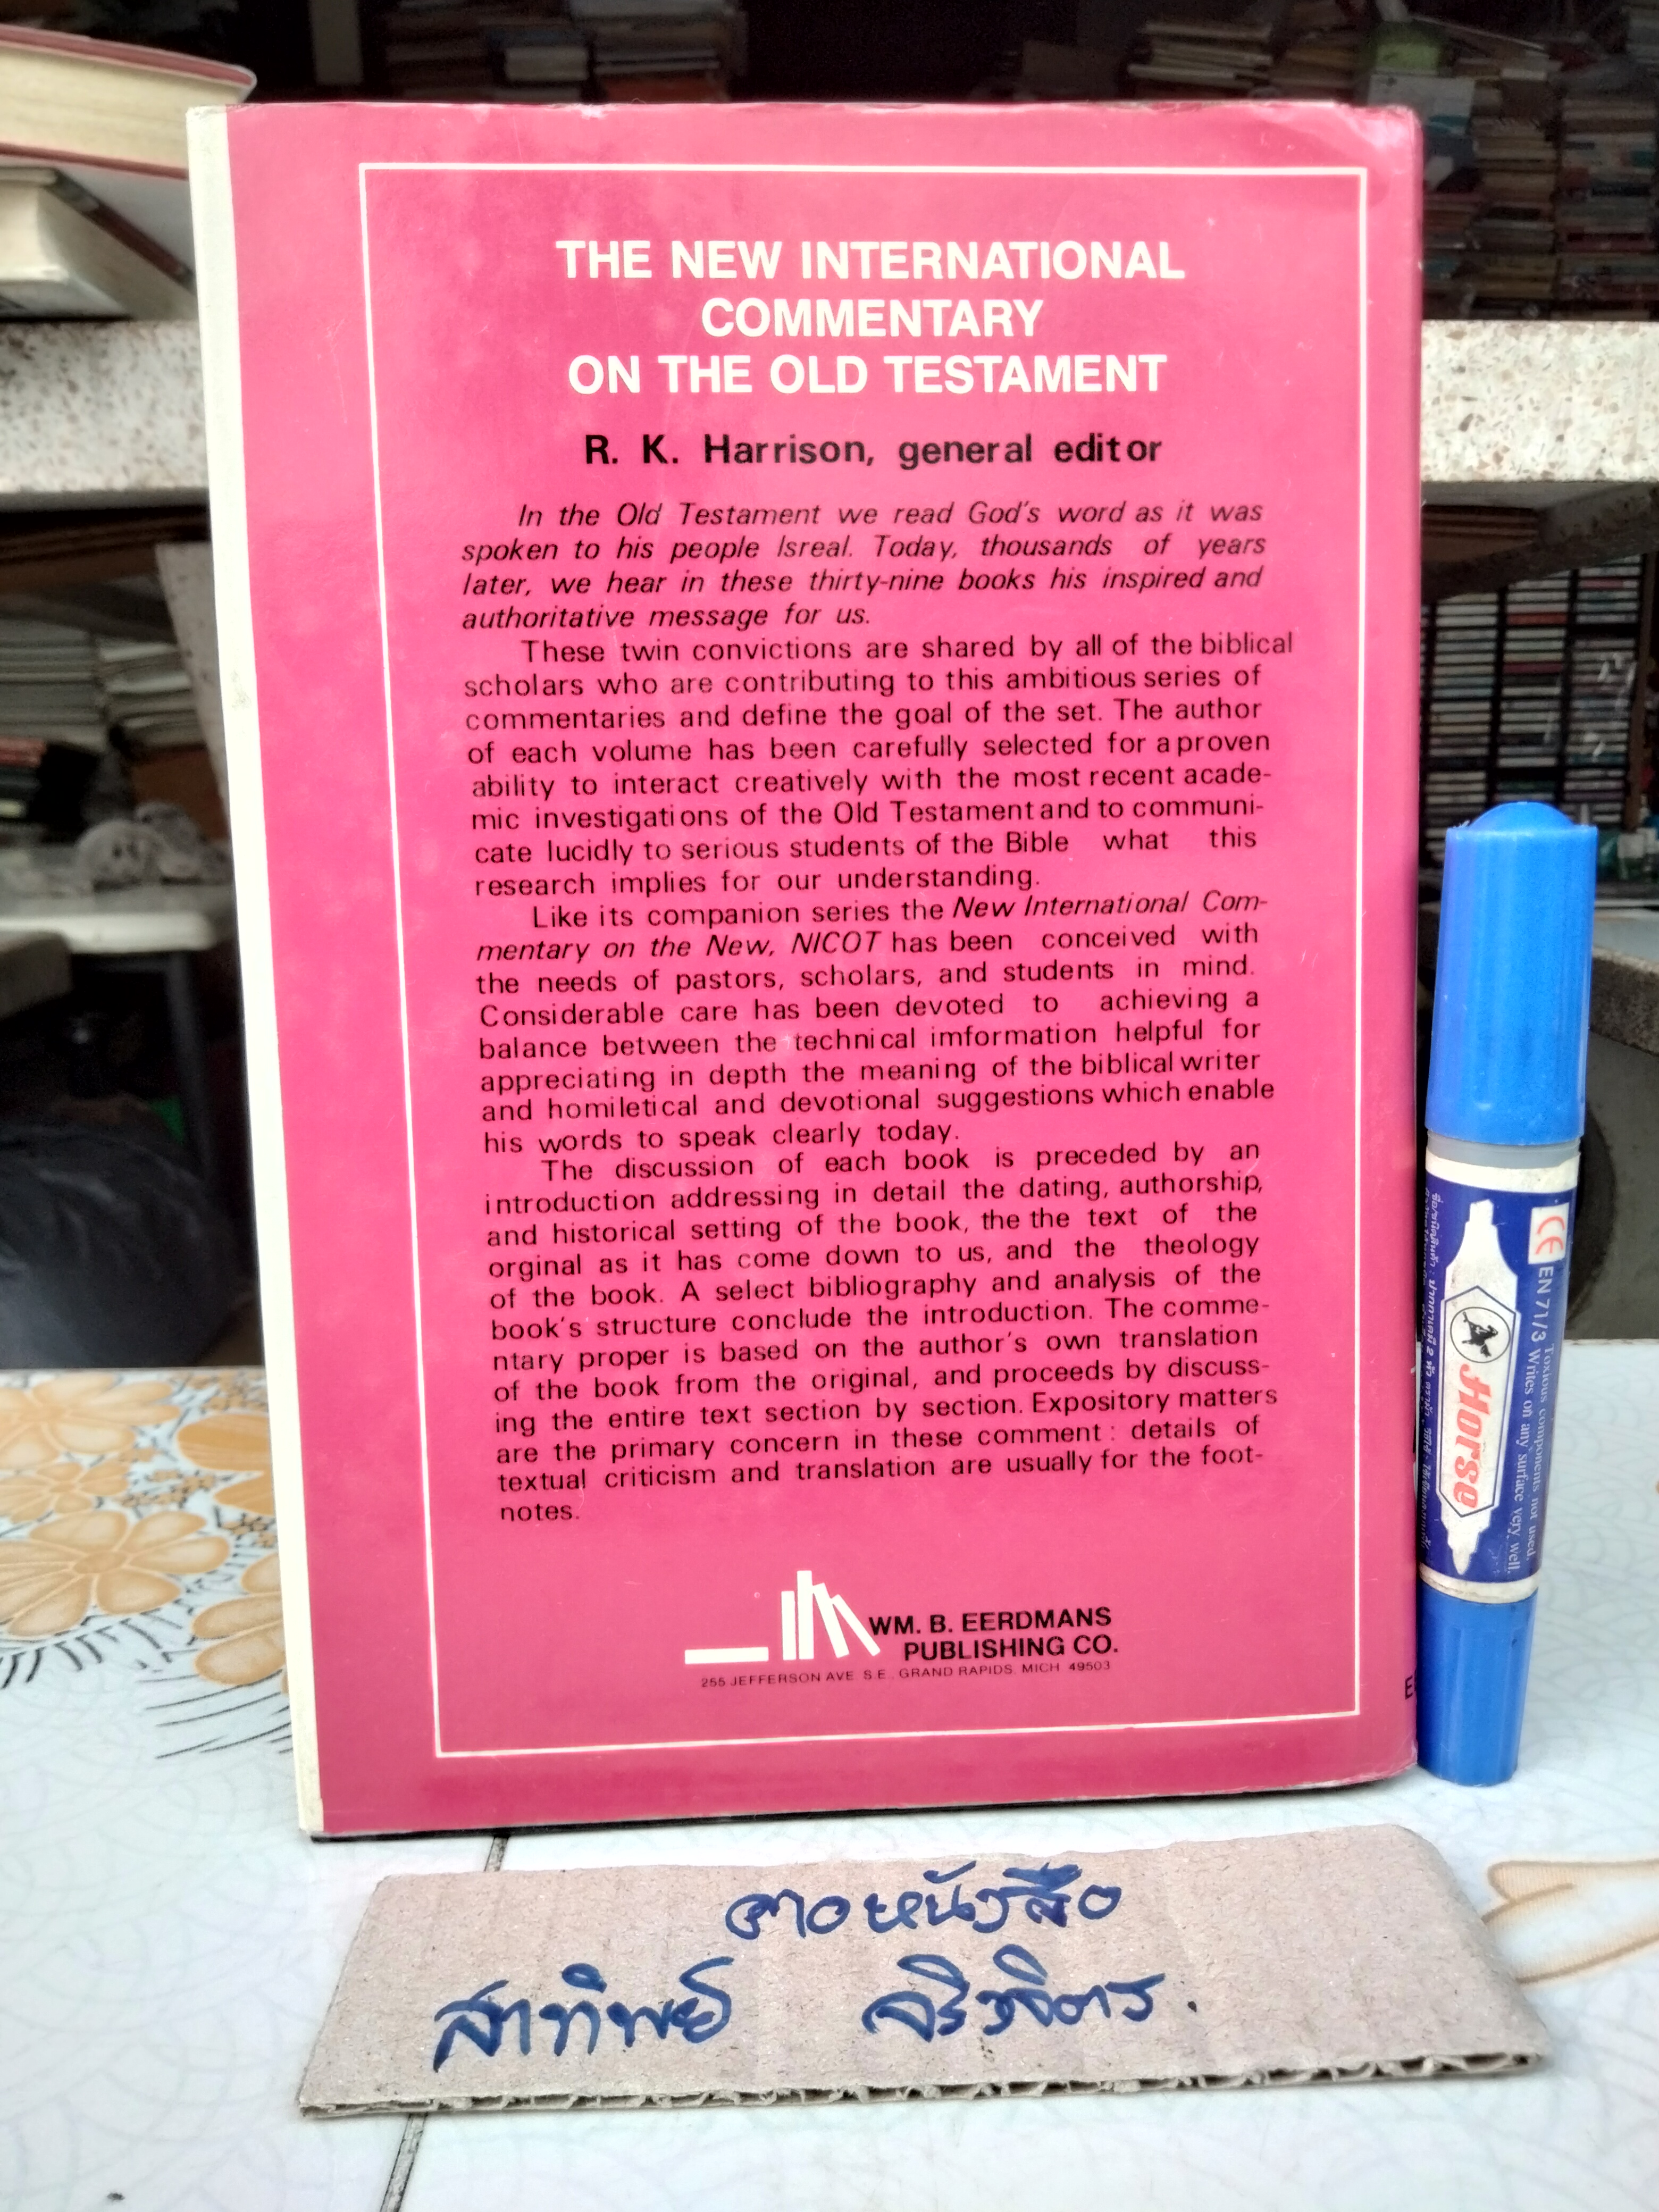 THE NEW INTERNATIONAL
COMMENTARY
ON THE OLD TESTAMENT
R. K. Harrison, general editor
In the Old Testament we read God's word as it was
spoken to his people Isreal. Today, thousands of years
later, we hear in these thirty-nine books his inspired and
authoritative message for us.
These twin convictions are shared by all of the biblical
scholars who are contributing to this ambitious series of
commentaries and define the goal of the set. The author
of each volume has been carefully selected for a proven
ability to interact creatively with the most recent acade-
mic investigations of the Old Testament and to communi-
cate lucidly to serious students of the Bible what this
research implies for our understanding.
Like its companion series the New International Com-
mentary on the New, NICOT has been conceived with
the needs of pastors, scholars, and students in mind.
Considerable care has been devoted to achieving a
balance between the technical imformation helpful for
appreciating in depth the meaning of the biblical writer
and homiletical and devotional suggestions which enable
his words to speak clearly today.
The discussion of each book is preceded by an
introduction addressing in detail the dating, authorship,
and historical setting of the book, the the text of the
orginal as it has come down to us, and the theology
of the book. A select bibliography and analysis of the
book's structure conclude the introduction. The comme-
ntary proper is based on the author's own translation
of the book from the original, and proceeds by discuss-
ing the entire text section by section. Expository matters
are the primary concern in these comment : details of
textual criticism and translation are usually for the foot-
notes.
WM. B. EERDMANS
PUBLISHING CO.
255 JEFFERSON AVE S.E., GRAND RAPIDS, MICH 49503
CE EN 71/3 Toxious components not used.
Writes on any surface very well.
Horse
หนังสือ
สาทิพย์